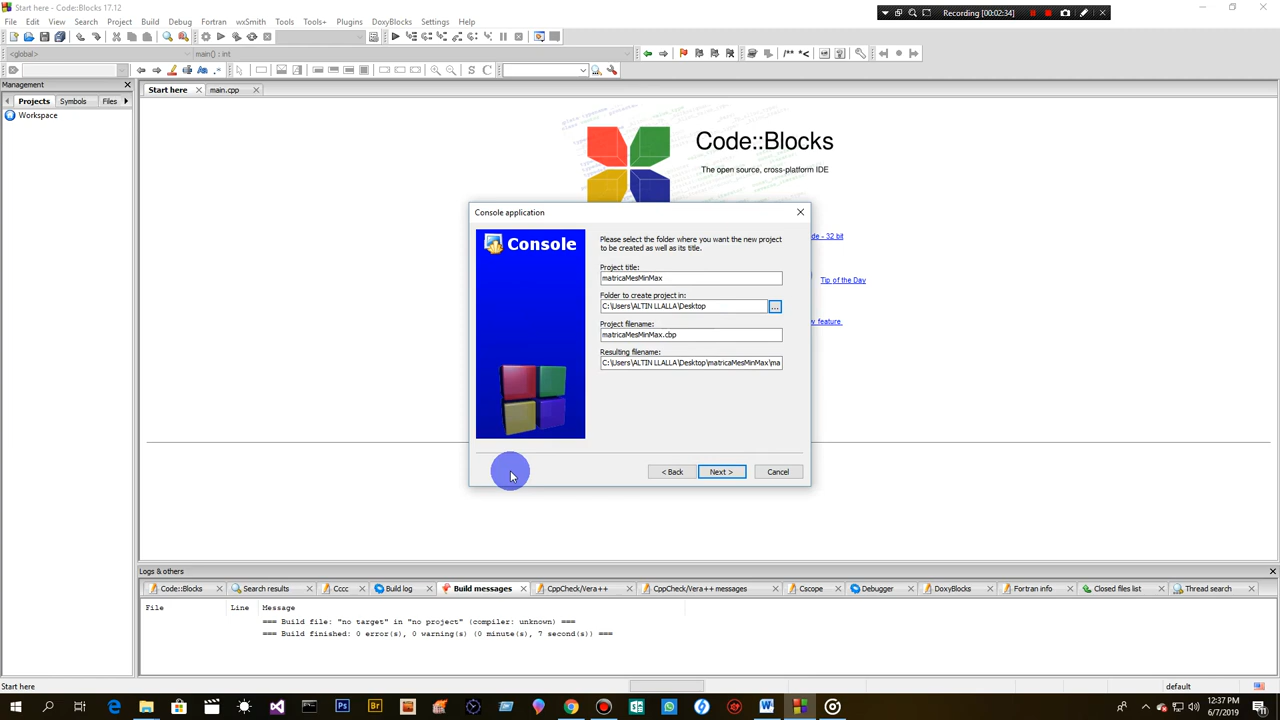 Start here - Code::Blocks 17.12
Recording [00:02:34]
File Edit View Search Project Build Debug Fortran wxSmith Tools Tools+ Plugins DoxyBlocks Settings Help
<global> main() : int
/** *<
S C
Management
Start here main.cpp
Projects Symbols Files
Workspace
Code::Blocks
The open source, cross-platform IDE
Console application
Console
Please select the folder where you want the new project
to be created as well as its title.
de - 32 bit
Project title:
matricaMesMinMax
Tip of the Day
Folder to create project in:
C:\Users\ALTIN LLALLA\Desktop
...
y feature.
Project filename:
matricaMesMinMax.cbp
Resulting filename:
C:\Users\ALTIN LLALLA\Desktop\matricaMesMinMax\ma
< Back Next > Cancel
Logs & others
Code::Blocks Search results Cccc Build log Build messages CppCheck/Vera++ CppCheck/Vera++ messages Cscope Debugger DoxyBlocks Fortran info Closed files list Thread search
File Line Message
=== Build file: "no target" in "no project" (compiler: unknown) ===
=== Build finished: 0 error(s), 0 warning(s) (0 minute(s), 7 second(s)) ===
Start here default
12:37 PM
6/7/2019